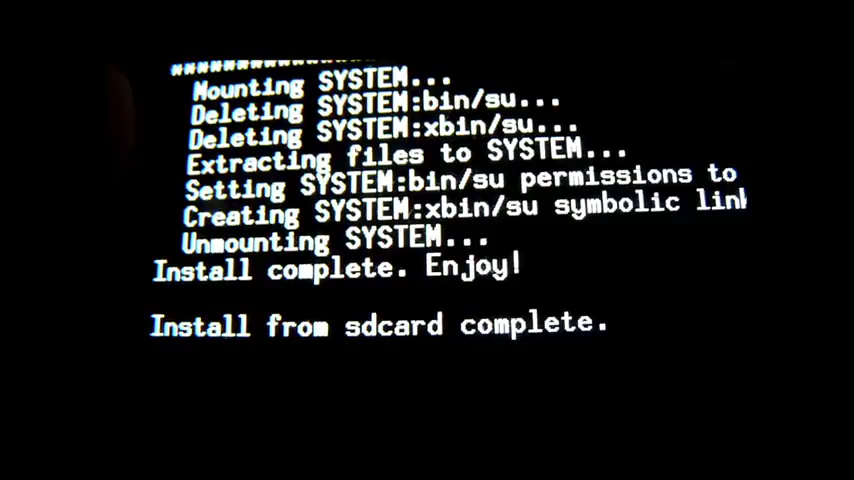 Mounting SYSTEM...
Deleting SYSTEM:bin/su...
Deleting SYSTEM:xbin/su...
Extracting files to SYSTEM...
Setting SYSTEM:bin/su permissions to
Creating SYSTEM:xbin/su symbolic link
Unmounting SYSTEM...
Install complete. Enjoy!
Install from sdcard complete.